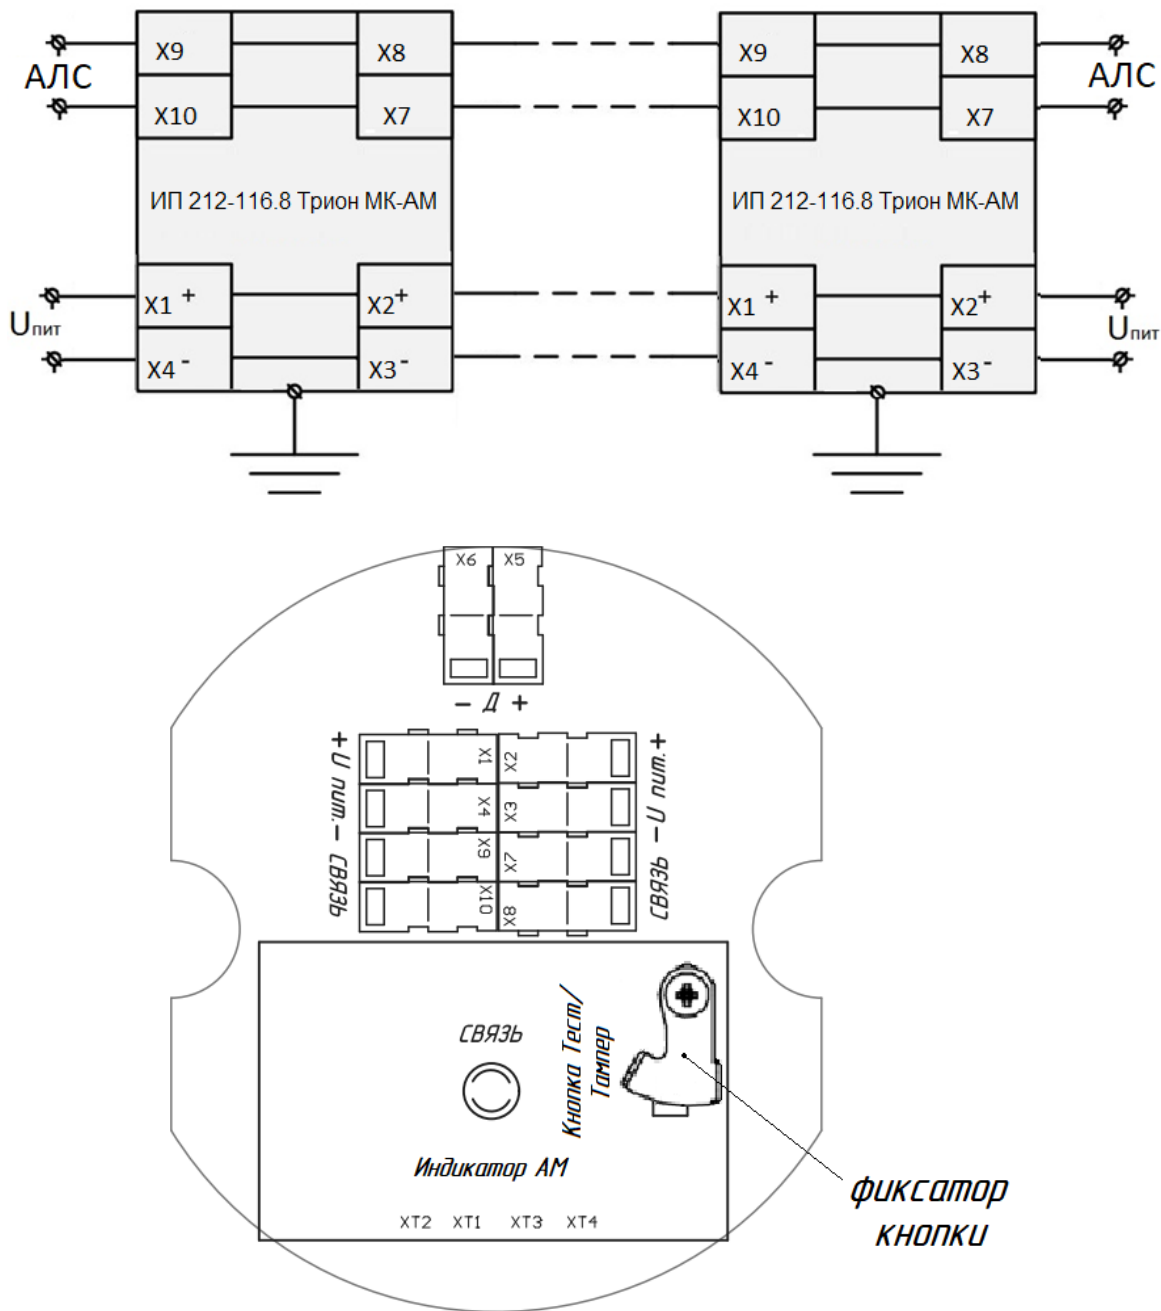 X9
X8
X9
X8
АЛС
АЛС
X10
X7
X10
X7
ИП 212-116.8 Трион МК-АМ
ИП 212-116.8 Трион МК-АМ
X1 +
X2 +
X1 +
X2 +
Uпит
Uпит
X4 -
X3 -
X4 -
X3 -
X6
X5
- Д +
+ U пит. - СВЯЗЬ
X1
X2
X4
X3
X9
X7
X10
X8
СВЯЗЬ - U пит. +
СВЯЗЬ
Кнопка Тест/
Тампер
Индикатор АМ
XT2 XT1 XT3 XT4
фиксатор
кнопки